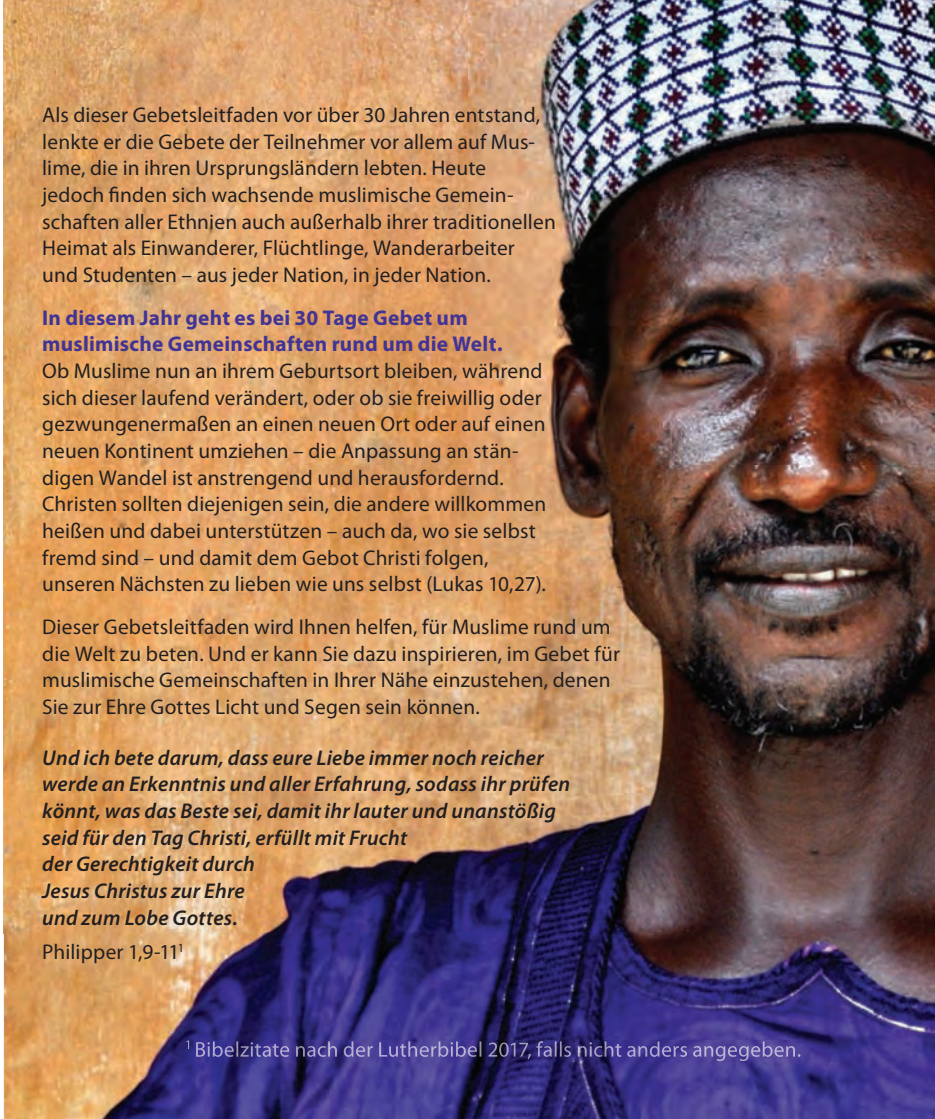 Als dieser Gebetsleitfaden vor über 30 Jahren entstand,
lenkte er die Gebete der Teilnehmer vor allem auf Mus-
lime, die in ihren Ursprungsländern lebten. Heute
jedoch finden sich wachsende muslimische Gemein-
schaften aller Ethnien auch außerhalb ihrer traditionellen
Heimat als Einwanderer, Flüchtlinge, Wanderarbeiter
und Studenten – aus jeder Nation, in jeder Nation.
In diesem Jahr geht es bei 30 Tage Gebet um
muslimische Gemeinschaften rund um die Welt.
Ob Muslime nun an ihrem Geburtsort bleiben, während
sich dieser laufend verändert, oder ob sie freiwillig oder
gezwungenermaßen an einen neuen Ort oder auf einen
neuen Kontinent umziehen – die Anpassung an stän-
digen Wandel ist anstrengend und herausfordernd.
Christen sollten diejenigen sein, die andere willkommen
heißen und dabei unterstützen – auch da, wo sie selbst
fremd sind – und damit dem Gebot Christi folgen,
unseren Nächsten zu lieben wie uns selbst (Lukas 10,27).
Dieser Gebetsleitfaden wird Ihnen helfen, für Muslime rund um
die Welt zu beten. Und er kann Sie dazu inspirieren, im Gebet für
muslimische Gemeinschaften in Ihrer Nähe einzustehen, denen
Sie zur Ehre Gottes Licht und Segen sein können.
Und ich bete darum, dass eure Liebe immer noch reicher
werde an Erkenntnis und aller Erfahrung, sodass ihr prüfen
könnt, was das Beste sei, damit ihr lauter und unanstößig
seid für den Tag Christi, erfüllt mit Frucht
der Gerechtigkeit durch
Jesus Christus zur Ehre
und zum Lobe Gottes.
Philipper 1,9-11¹
¹ Bibelzitate nach der Lutherbibel 2017, falls nicht anders angegeben.